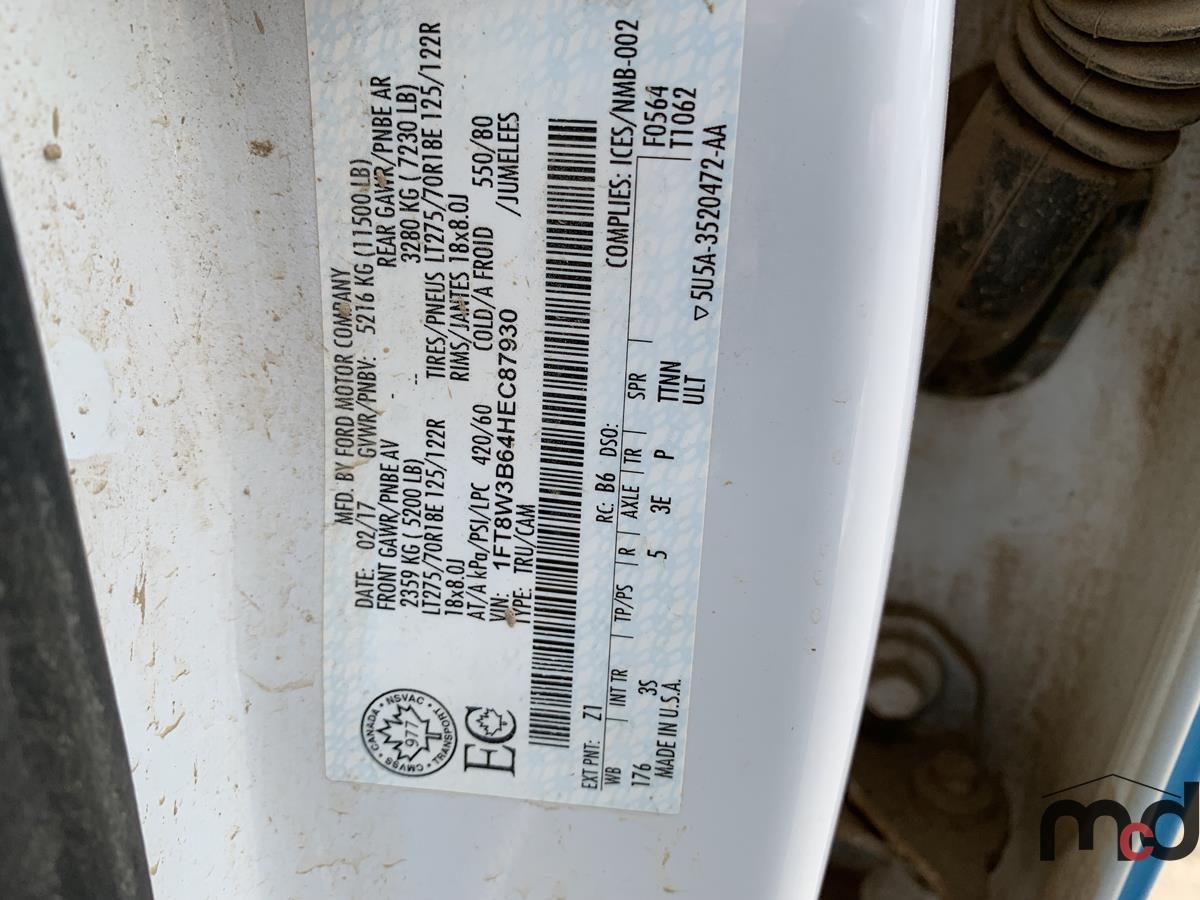 MFD. BY FORD MOTOR COMPANY
DATE: 02/17 GVWR/PNBV: 5216 KG (11500 LB)
FRONT GAWR/PNBE AV REAR GAWR/PNBE AR
2359 KG ( 5200 LB) -- 3280 KG ( 7230 LB)
LT275/70R18E 125/122R TIRES/PNEUS LT275/70R18E 125/122R
18x8.0J RIMS/JANTES 18x8.0J
AT/A kPa/PSI/LPC 420/60 COLD/A FROID 550/80
VIN: 1FT8W3B64HEC87930 /JUMELEES
TYPE: TRU/CAM
CMVSS • CANADA • NSVAC • TRANSPORT
977
EC
EXT PNT: Z1 RC: B6 DSO: COMPLIES: ICES/NMB-002
WB INT TR TP/PS R AXLE TR SPR F0564
176 3S 5 3E P TTNN T1062
MADE IN U.S.A. ULT
▽5U5A-3520472-AA
mcd